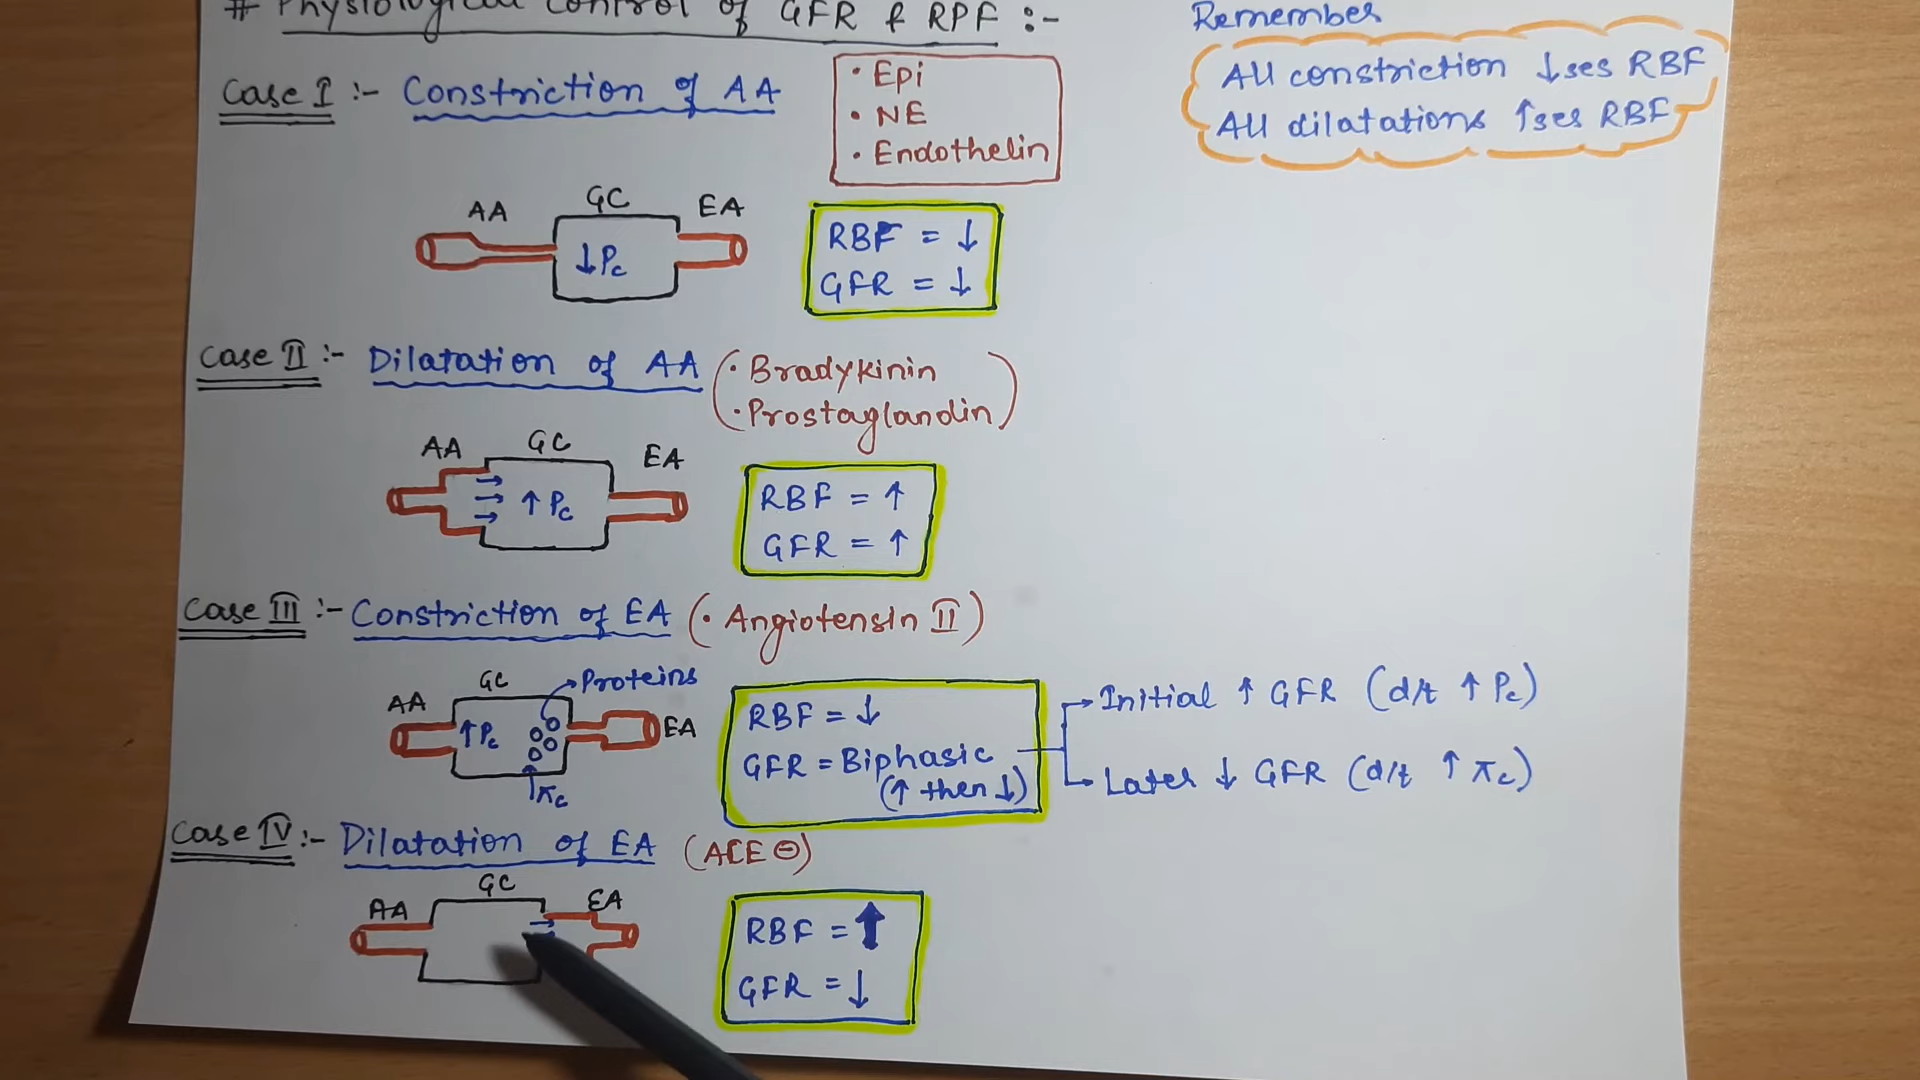 # Physiological control of GFR & RPF :-
Remember
All constriction ↓ses RBF
All dilatations ↑ses RBF
Case I :- Constriction of AA
• Epi
• NE
• Endothelin
AA GC EA
↓Pc
RBF = ↓
GFR = ↓
Case II :- Dilatation of AA
(• Bradykinin
• Prostaglandin)
AA GC EA
↑ Pc
RBF = ↑
GFR = ↑
Case III :- Constriction of EA (• Angiotensin II)
AA GC EA
Proteins
↑Pc
↑πc
RBF = ↓
GFR = Biphasic
(↑ then ↓)
Initial ↑ GFR (d/t ↑ Pc)
Later ↓ GFR (d/t ↑ πc)
Case IV :- Dilatation of EA (ACE ⊖)
AA GC EA
RBF = ↑
GFR = ↓